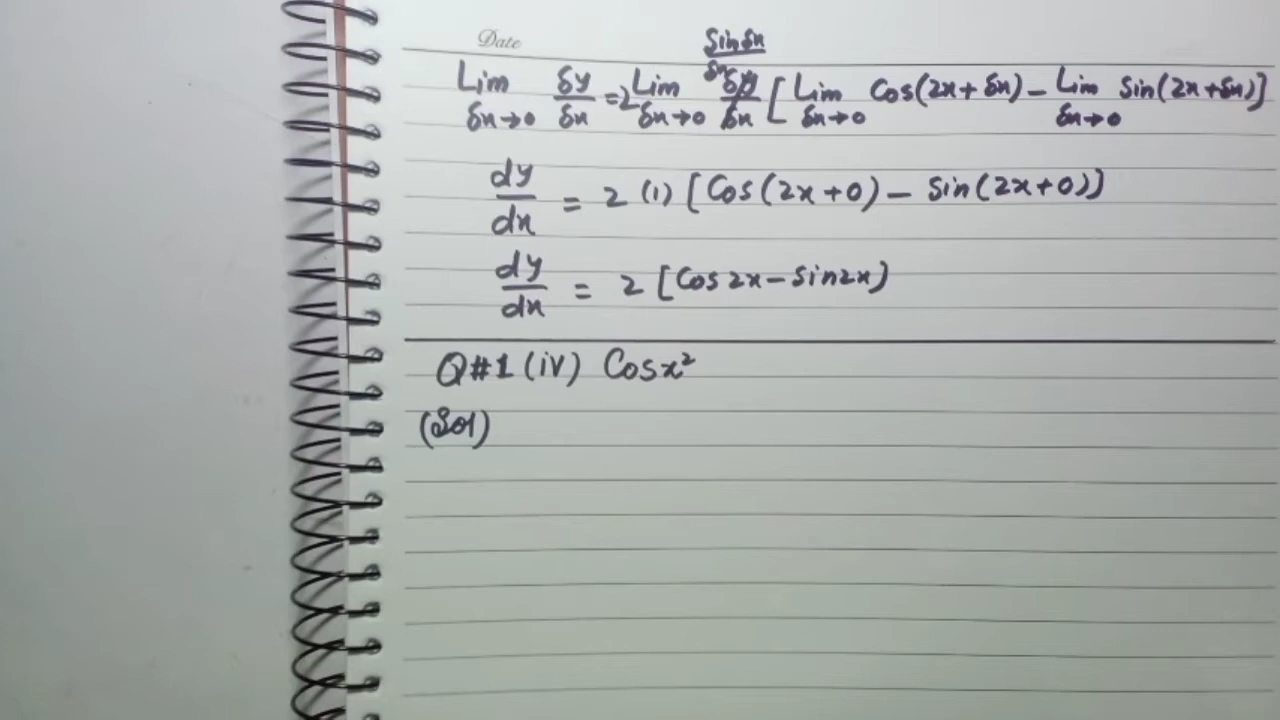 Date
Lim δx→0 δy/δx = 2 Lim δx→0 sin δx/δx [Lim δx→0 Cos(2x + δx) – Lim δx→0 sin(2x + δx)]
dy/dx = 2 (1) [Cos(2x + 0) – sin(2x + 0)]
dy/dx = 2 [Cos 2x – sin 2x]
Q#1 (iv) Cos x²
(Sol)